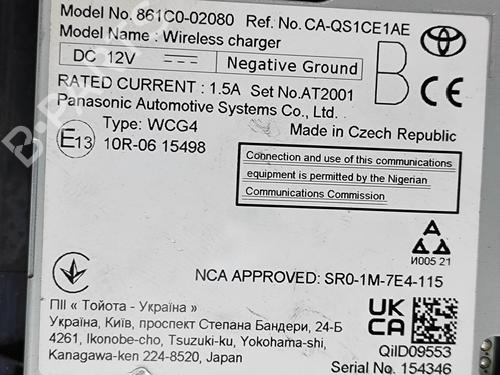 Model No. 861C0-02080 Ref. No. CA-QS1CE1AE
Model Name : Wireless charger
DC 12V Negative Ground
B
RATED CURRENT : 1.5A Set No.AT2001
Panasonic Automotive Systems Co., Ltd.
E13 Type: WCG4 Made in Czech Republic
10R-06 15498
Connection and use of this communications
equipment is permitted by the Nigerian
Communications Commission
И005 21
NCA APPROVED: SR0-1M-7E4-115
ПІІ « Тойота - Україна »
Україна, Київ, проспект Степана Бандери, 24-Б
4261, Ikonobe-cho, Tsuzuki-ku, Yokohama-shi,
Kanagawa-ken 224-8520, Japan
UK
CA
QiID09553
Serial No. 154346
B-PARTS